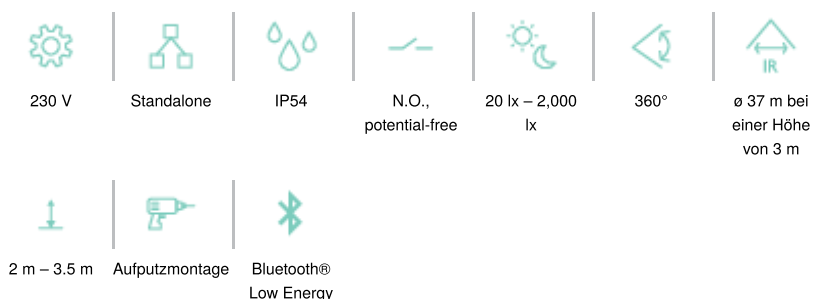 IR
230 V
Standalone
IP54
N.O.,
potential-free
20 lx – 2,000
lx
360°
ø 37 m bei
einer Höhe
von 3 m
2 m – 3.5 m
Aufputzmontage
Bluetooth®
Low Energy